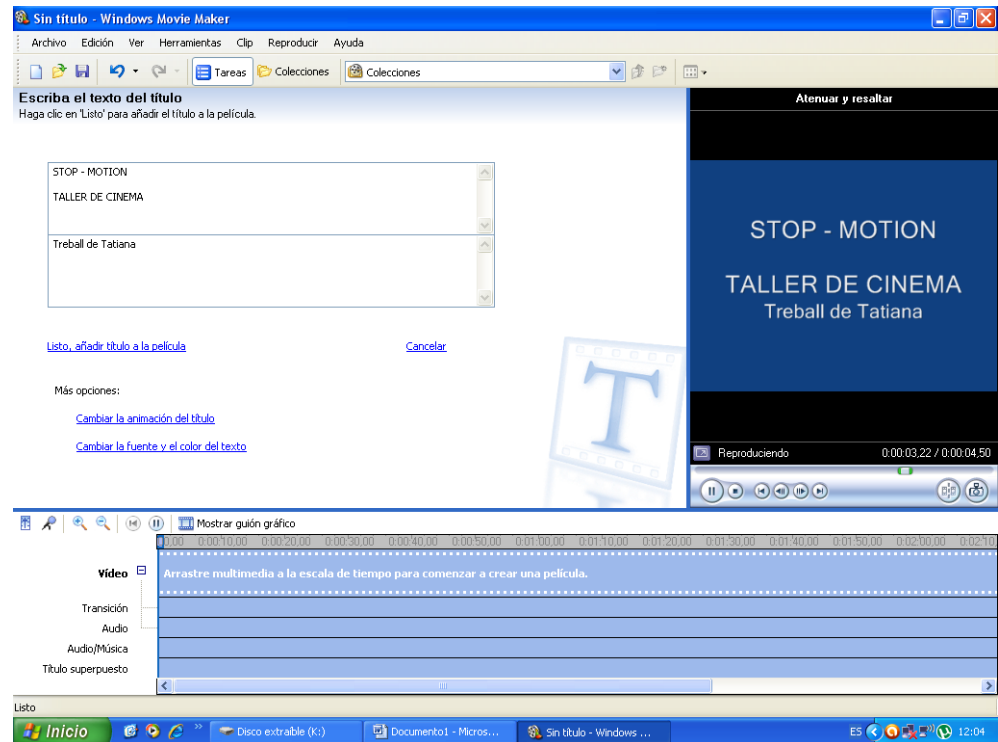 Sin título - Windows Movie Maker
Archivo Edición Ver Herramientas Clip Reproducir Ayuda
Tareas Colecciones Colecciones
Escriba el texto del título
Haga clic en 'Listo' para añadir el título a la película.
STOP - MOTION
TALLER DE CINEMA
Treball de Tatiana
Listo, añadir título a la película Cancelar
Más opciones:
Cambiar la animación del título
Cambiar la fuente y el color del texto
T
Atenuar y resaltar
STOP - MOTION
TALLER DE CINEMA
Treball de Tatiana
Reproduciendo 0:00:03,22 / 0:00:04,50
Mostrar guión gráfico
0,00 0:00:10,00 0:00:20,00 0:00:30,00 0:00:40,00 0:00:50,00 0:01:00,00 0:01:10,00 0:01:20,00 0:01:30,00 0:01:40,00 0:01:50,00 0:02:00,00 0:02:10
Vídeo Arrastre multimedia a la escala de tiempo para comenzar a crear una película.
Transición
Audio
Audio/Música
Título superpuesto
Listo
Inicio Disco extraíble (K:) Documento1 - Micros... Sin título - Windows ... ES 12:04